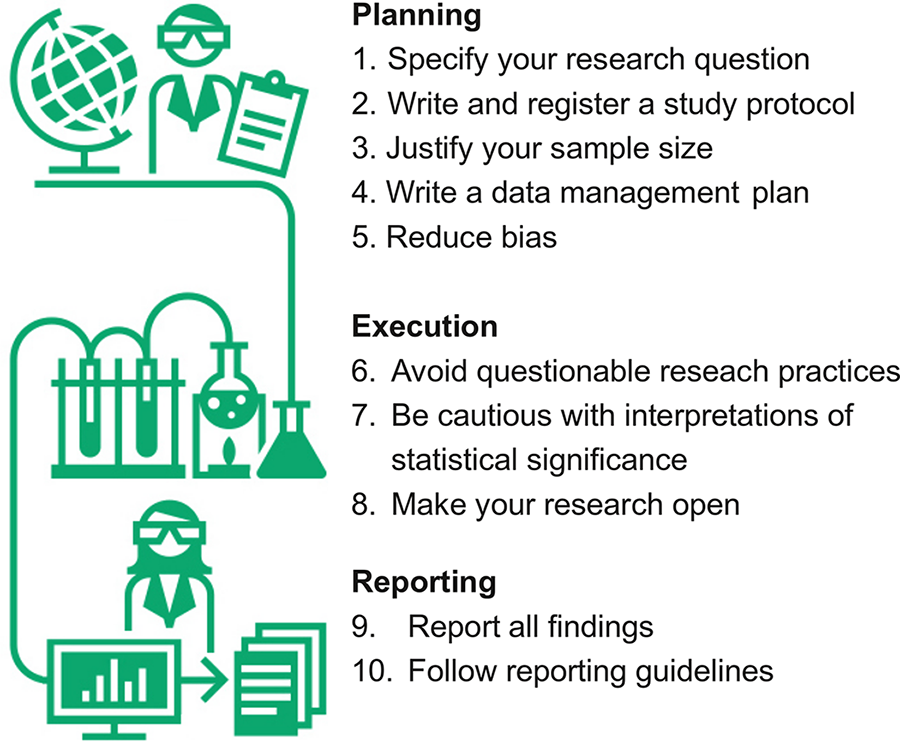 Planning
1. Specify your research question
2. Write and register a study protocol
3. Justify your sample size
4. Write a data management plan
5. Reduce bias
Execution
6. Avoid questionable reseach practices
7. Be cautious with interpretations of
statistical significance
8. Make your research open
Reporting
9. Report all findings
10. Follow reporting guidelines